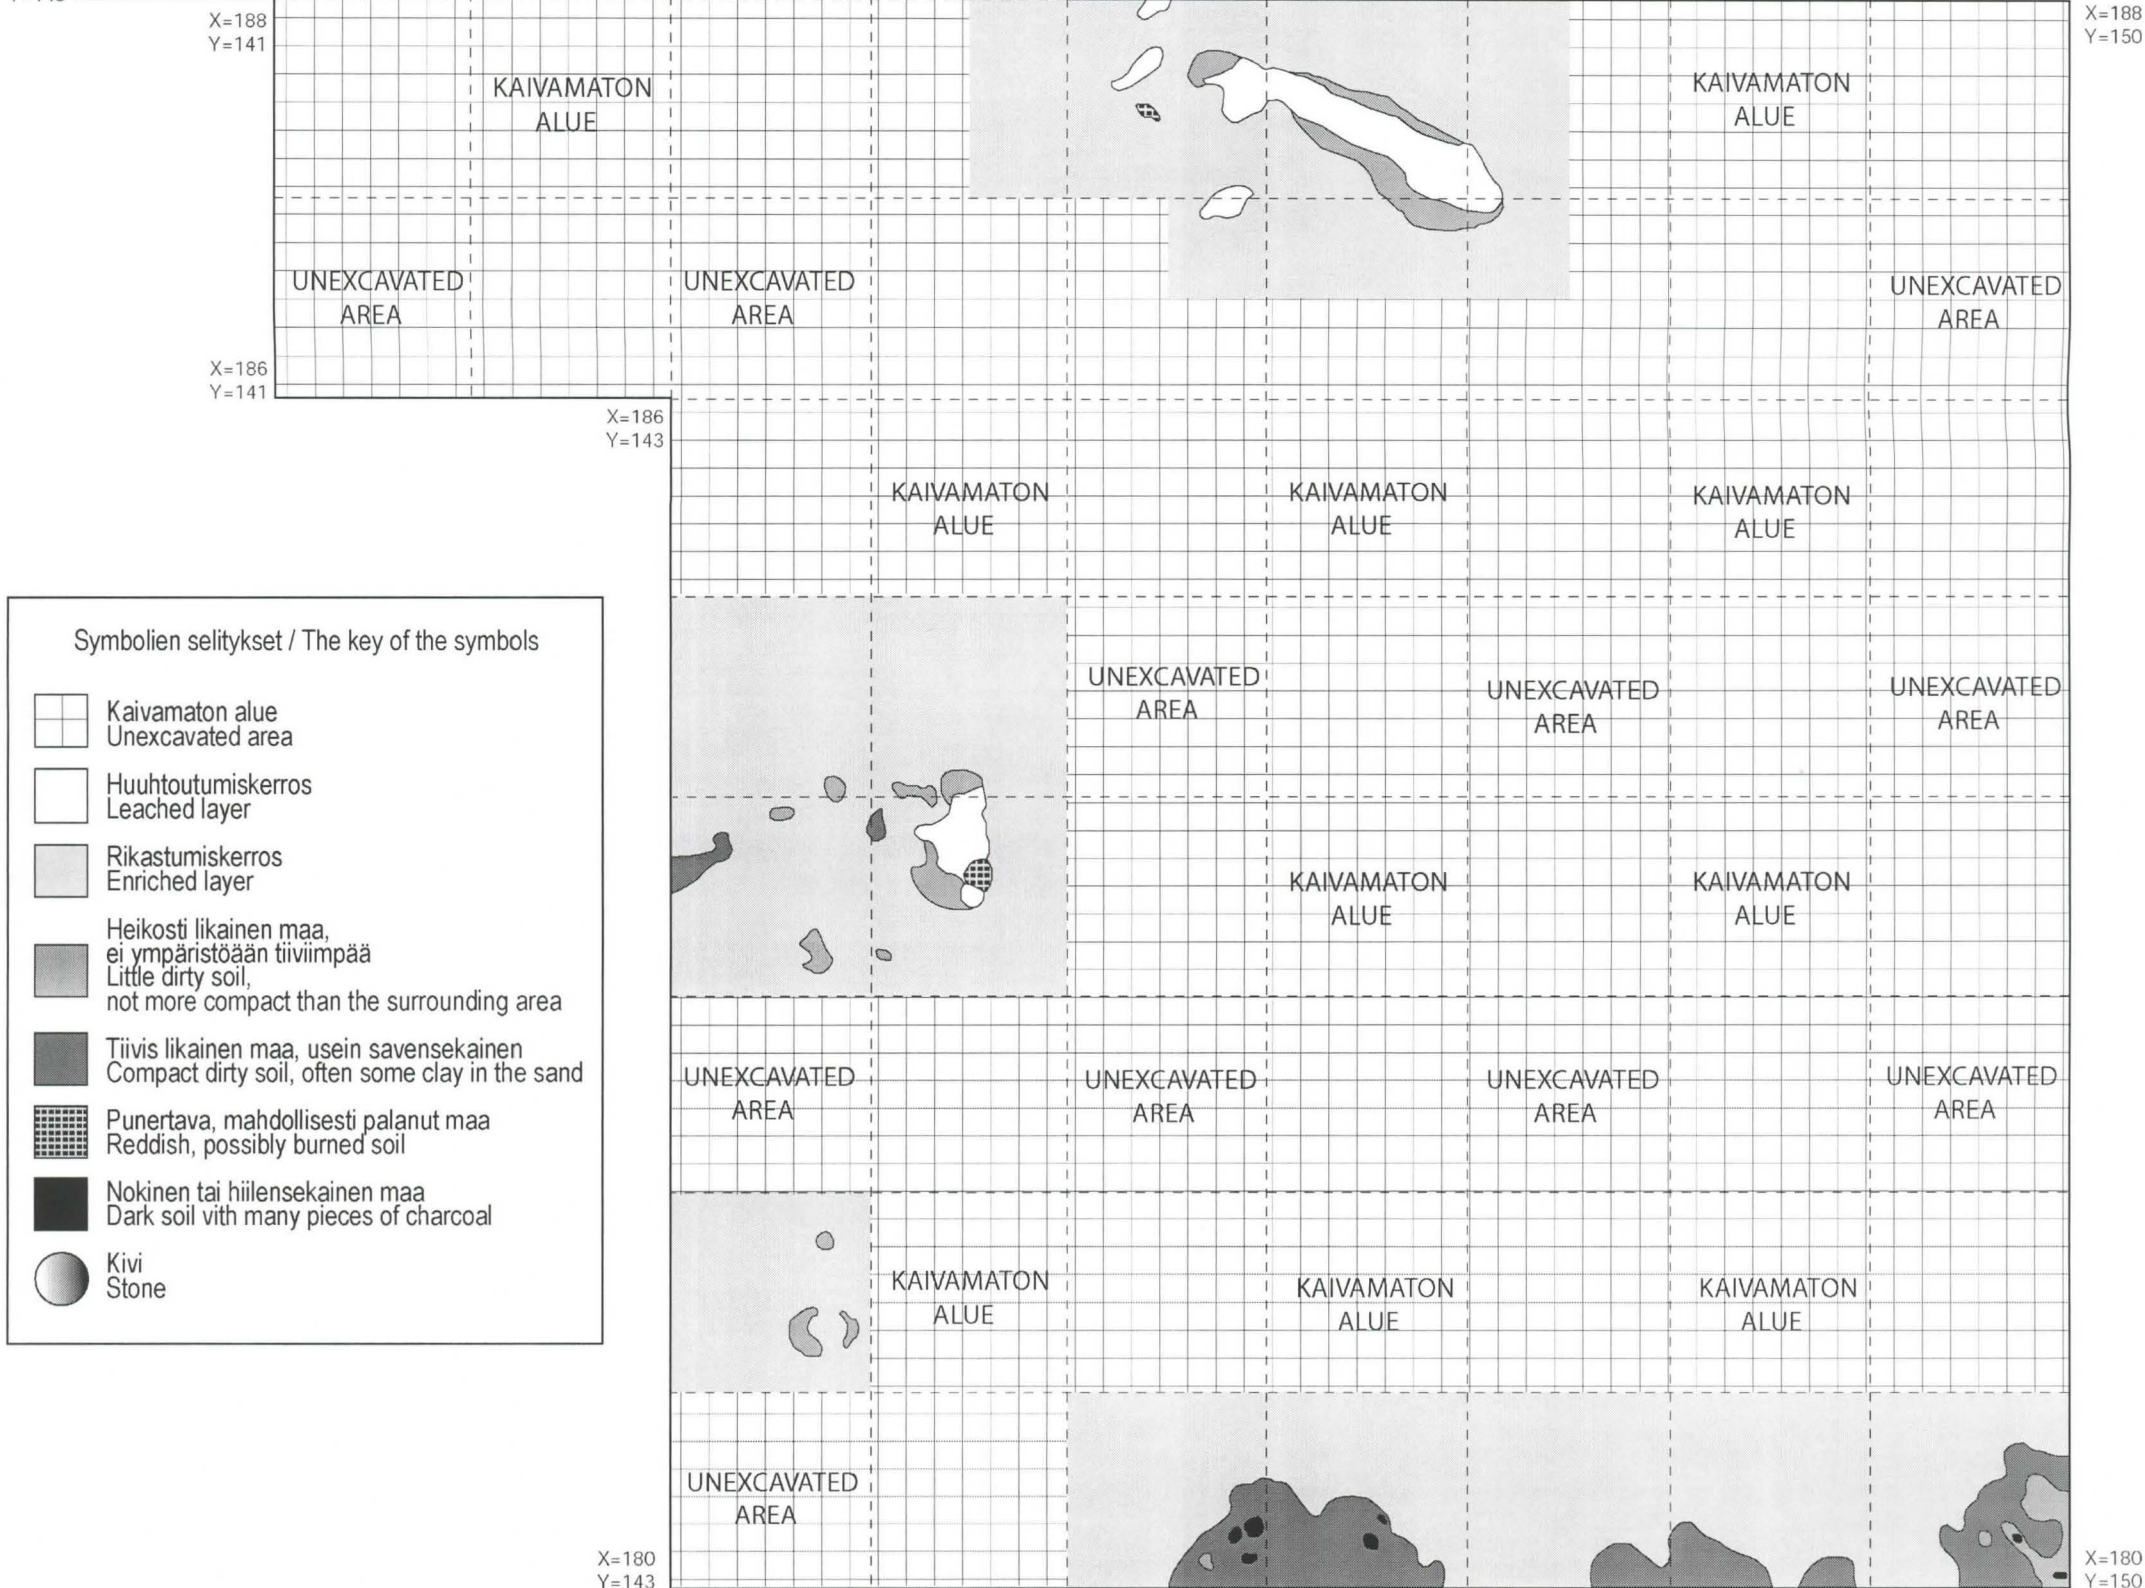 X=188
Y=141
X=188
Y=150
KAIVAMATON
ALUE
KAIVAMATON
ALUE
UNEXCAVATED
AREA
UNEXCAVATED
AREA
UNEXCAVATED
AREA
X=186
Y=141
X=186
Y=143
KAIVAMATON
ALUE
KAIVAMATON
ALUE
KAIVAMATON
ALUE
Symbolien selitykset / The key of the symbols
Kaivamaton alue
Unexcavated area
Huuhtoutumiskerros
Leached layer
Rikastumiskerros
Enriched layer
Heikosti likainen maa,
ei ympäristöään tiiviimpää
Little dirty soil,
not more compact than the surrounding area
Tiivis likainen maa, usein savensekainen
Compact dirty soil, often some clay in the sand
Punertava, mahdollisesti palanut maa
Reddish, possibly burned soil
Nokinen tai hiilensekainen maa
Dark soil vith many pieces of charcoal
Kivi
Stone
UNEXCAVATED
AREA
UNEXCAVATED
AREA
UNEXCAVATED
AREA
KAIVAMATON
ALUE
KAIVAMATON
ALUE
UNEXCAVATED
AREA
UNEXCAVATED
AREA
UNEXCAVATED
AREA
UNEXCAVATED
AREA
KAIVAMATON
ALUE
KAIVAMATON
ALUE
KAIVAMATON
ALUE
UNEXCAVATED
AREA
X=180
Y=143
X=180
Y=150